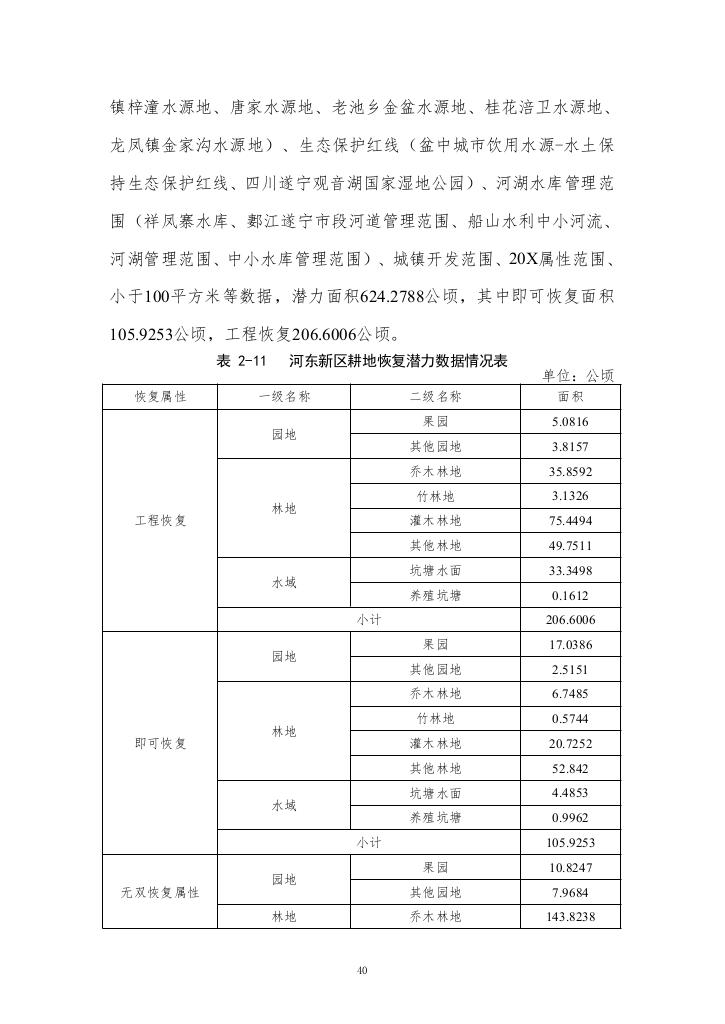 镇梓潼水源地、唐家水源地、老池乡金盆水源地、桂花涪卫水源地、
龙凤镇金家沟水源地）、生态保护红线（盆中城市饮用水源-水土保
持生态保护红线、四川遂宁观音湖国家湿地公园）、河湖水库管理范
围（祥凤寨水库、郪江遂宁市段河道管理范围、船山水利中小河流、
河湖管理范围、中小水库管理范围）、城镇开发范围、20X属性范围、
小于100平方米等数据，潜力面积624.2788公顷，其中即可恢复面积
105.9253公顷，工程恢复206.6006公顷。
表 2-11 河东新区耕地恢复潜力数据情况表
单位：公顷
恢复属性 一级名称 二级名称 面积
工程恢复 园地 果园 5.0816
其他园地 3.8157
林地 乔木林地 35.8592
竹林地 3.1326
灌木林地 75.4494
其他林地 49.7511
水域 坑塘水面 33.3498
养殖坑塘 0.1612
小计 206.6006
即可恢复 园地 果园 17.0386
其他园地 2.5151
林地 乔木林地 6.7485
竹林地 0.5744
灌木林地 20.7252
其他林地 52.842
水域 坑塘水面 4.4853
养殖坑塘 0.9962
小计 105.9253
无双恢复属性 园地 果园 10.8247
其他园地 7.9684
林地 乔木林地 143.8238
40